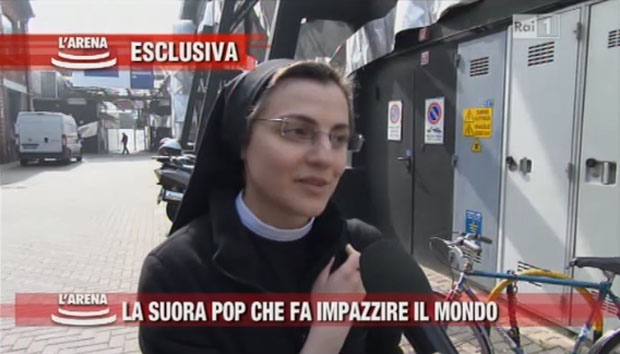 L'ARENA
ESCLUSIVA
Rai 1
L'ARENA
LA SUORA POP CHE FA IMPAZZIRE IL MONDO